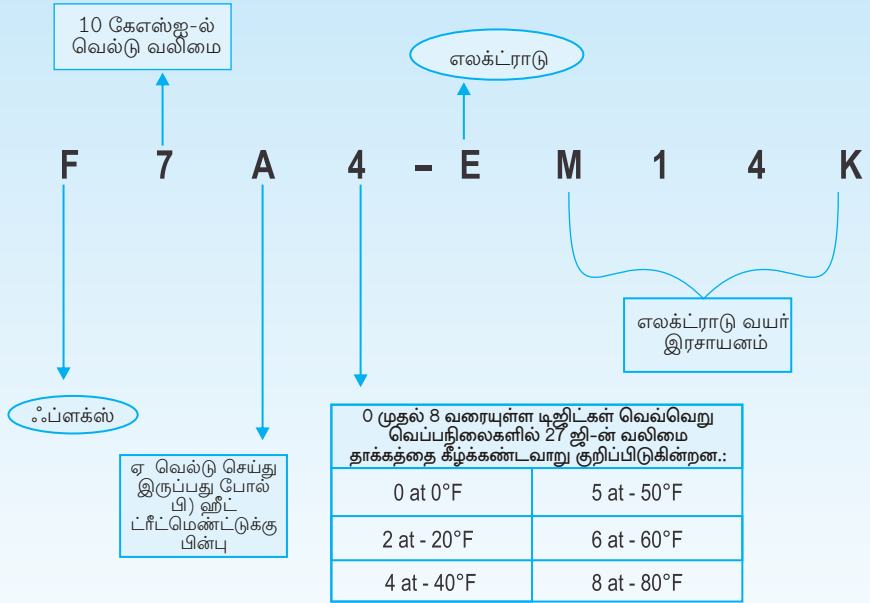 10 கேஎஸ்ஐ-ல்
வெல்டு வலிமை
எலக்ட்ராடு
F 7 A 4 - E M 1 4 K
எலக்ட்ராடு வயர்
இரசாயனம்
ஃப்ளக்ஸ்
ஏ வெல்டு செய்து
இருப்பது போல்
பி) ஹீட்
ட்ரீட்மெண்ட்டுக்கு
பின்பு
0 முதல் 8 வரையுள்ள டிஜிட்கள் வெவ்வெறு
வெப்பநிலைகளில் 27 ஜி-ன் வலிமை
தாக்கத்தை கீழ்க்கண்டவாறு குறிப்பிடுகின்றன.:
0 at 0°F 5 at - 50°F
2 at - 20°F 6 at - 60°F
4 at - 40°F 8 at - 80°F